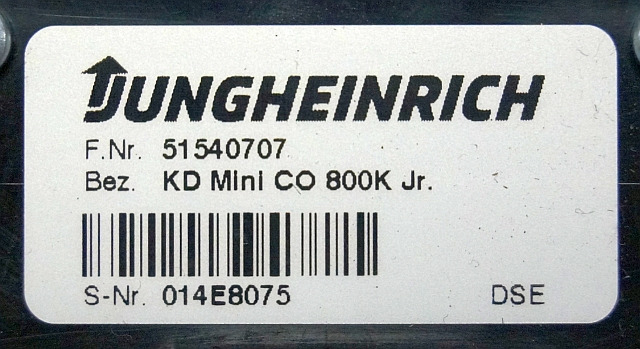 JUNGHEINRICH
F.Nr. 51540707
Bez. KD Mini CO 800K Jr.
S-Nr. 014E8075 DSE